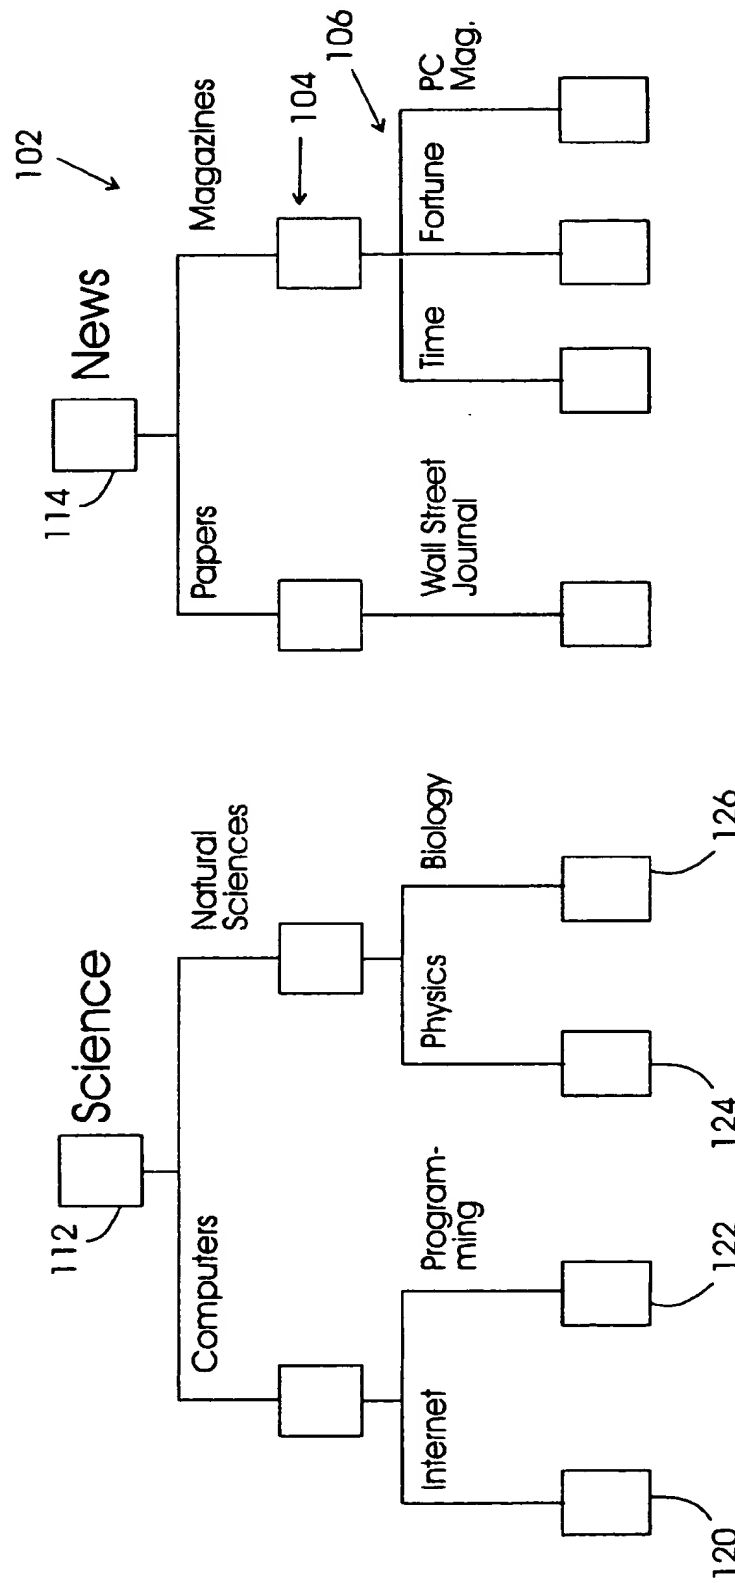 102
112
Science
114
News
Computers
Natural
Sciences
Papers
Magazines
104
106
Internet
Program-
ming
Physics
Biology
Wall Street
Journal
Time
Fortune
PC
Mag.
120
122
124
126